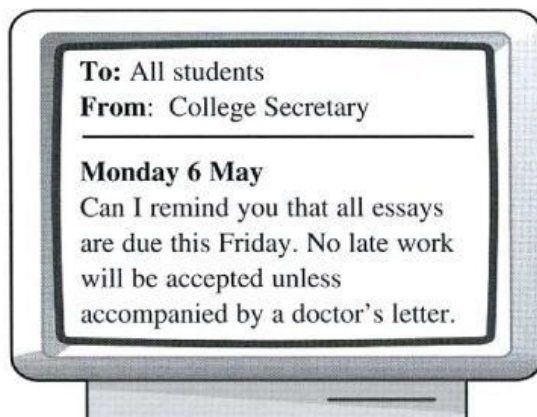 To: All students
From: College Secretary
Monday 6 May
Can I remind you that all essays
are due this Friday. No late work
will be accepted unless
accompanied by a doctor's letter.